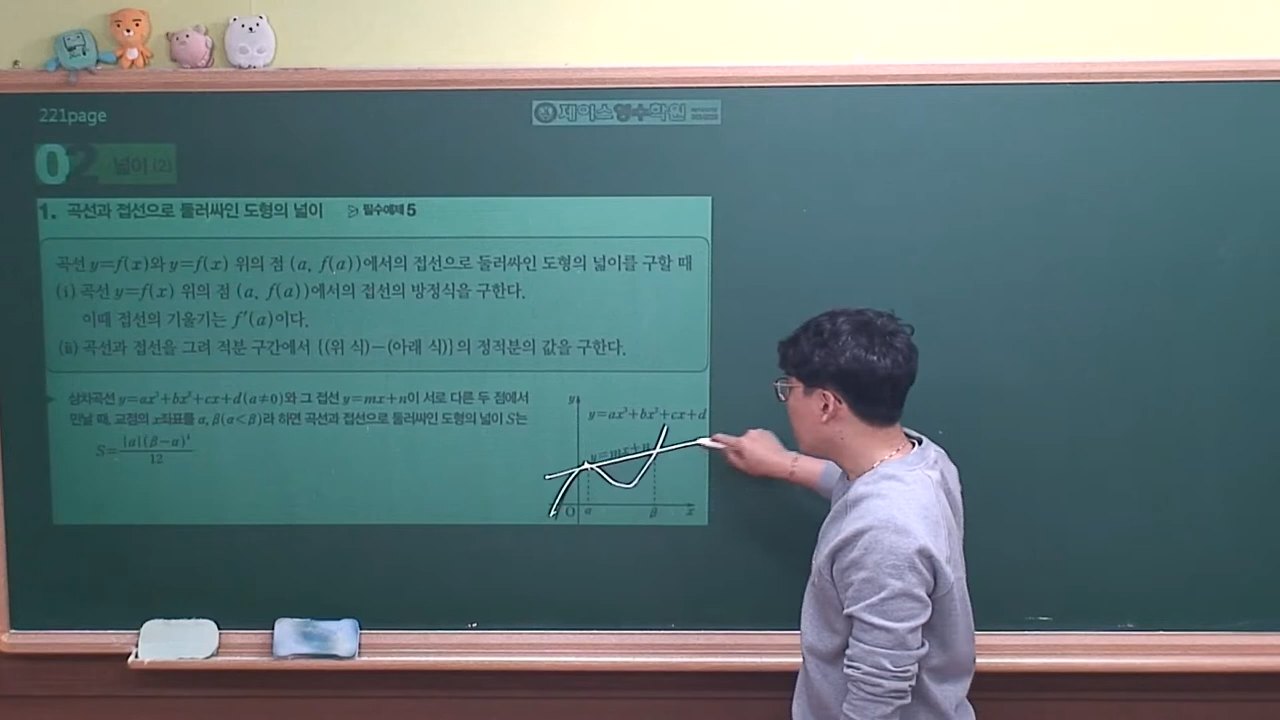 221page
제이스영수학원
02 넓이 (2)
1. 곡선과 접선으로 둘러싸인 도형의 넓이 ▷ 필수예제 5
곡선 y=f(x)와 y=f(x) 위의 점 (a, f(a))에서의 접선으로 둘러싸인 도형의 넓이를 구할 때
(i) 곡선 y=f(x) 위의 점 (a, f(a))에서의 접선의 방정식을 구한다.
이때 접선의 기울기는 f′(a)이다.
(ii) 곡선과 접선을 그려 적분 구간에서 {(위 식)−(아래 식)}의 정적분의 값을 구한다.
삼차곡선 y=ax³+bx²+cx+d(a≠0)와 그 접선 y=mx+n이 서로 다른 두 점에서
만날 때, 교점의 x좌표를 α, β(α<β)라 하면 곡선과 접선으로 둘러싸인 도형의 넓이 S는
S=|a|(β−α)⁴/12
y
y=ax³+bx²+cx+d
y=mx+n
O α β x